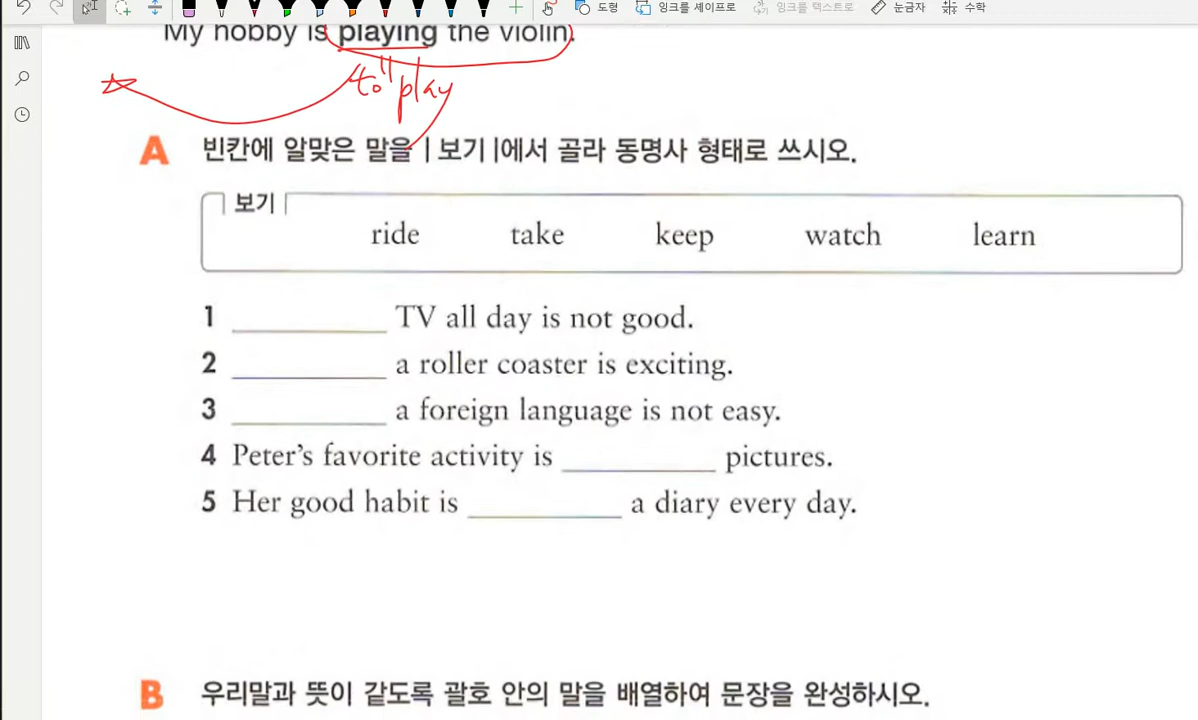 도형 잉크를 셰이프로 잉크를 텍스트로 눈금자 수학
My hobby is playing the violin.
to play
A 빈칸에 알맞은 말을 |보기|에서 골라 동명사 형태로 쓰시오.
보기
ride take keep watch learn
1 __________ TV all day is not good.
2 __________ a roller coaster is exciting.
3 __________ a foreign language is not easy.
4 Peter's favorite activity is __________ pictures.
5 Her good habit is __________ a diary every day.
B 우리말과 뜻이 같도록 괄호 안의 말을 배열하여 문장을 완성하시오.